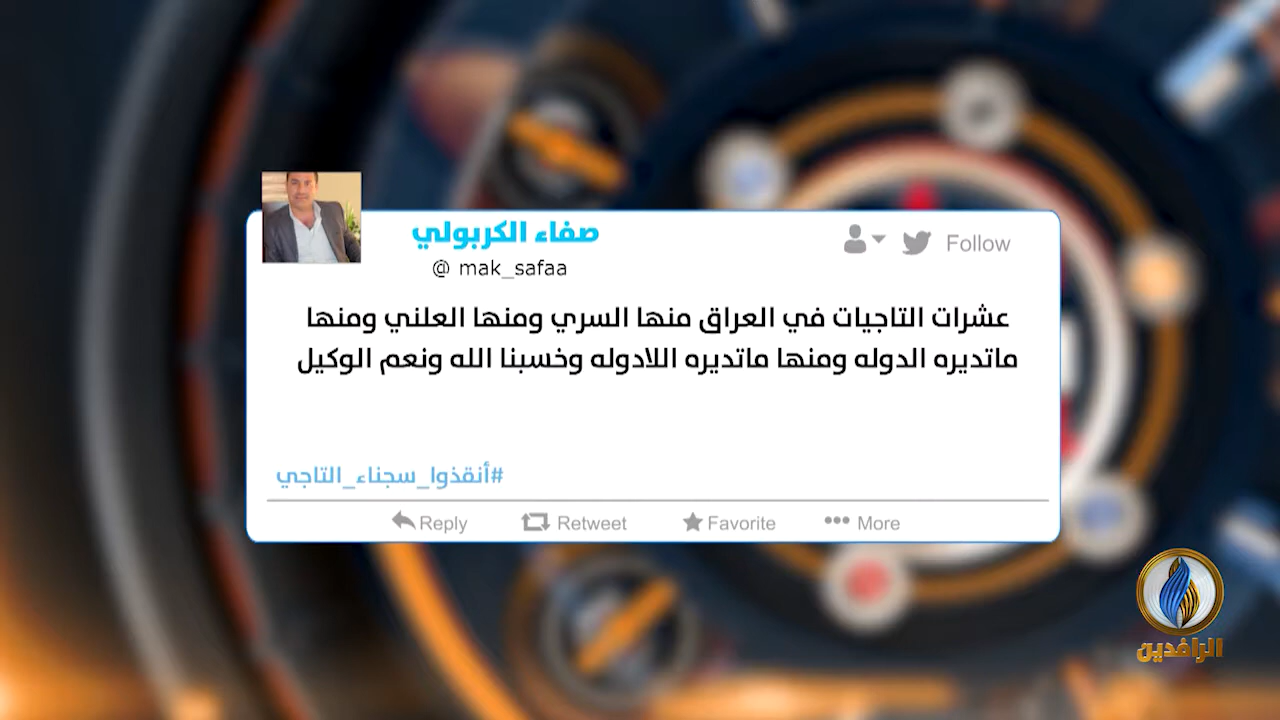 صفاء الكربولي
@ mak_safaa
Follow
عشرات التاجيات في العراق منها السري ومنها العلني ومنها
ماتديره الدوله ومنها ماتديره اللادوله وخسبنا الله ونعم الوكيل
#أنقذوا_سجناء_التاجي
Reply Retweet Favorite More
الرافدين